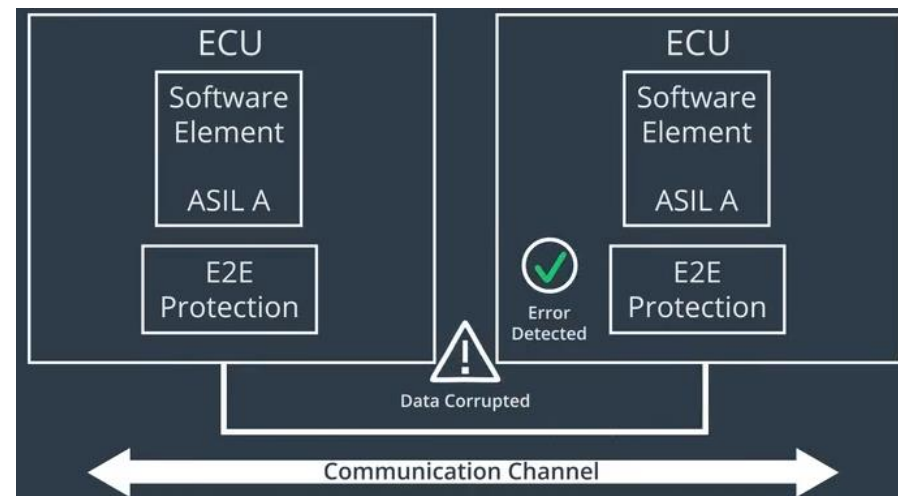 ECU
Software
Element
ASIL A
E2E
Protection
ECU
Software
Element
ASIL A
Error
Detected
E2E
Protection
!
Data Corrupted
Communication Channel